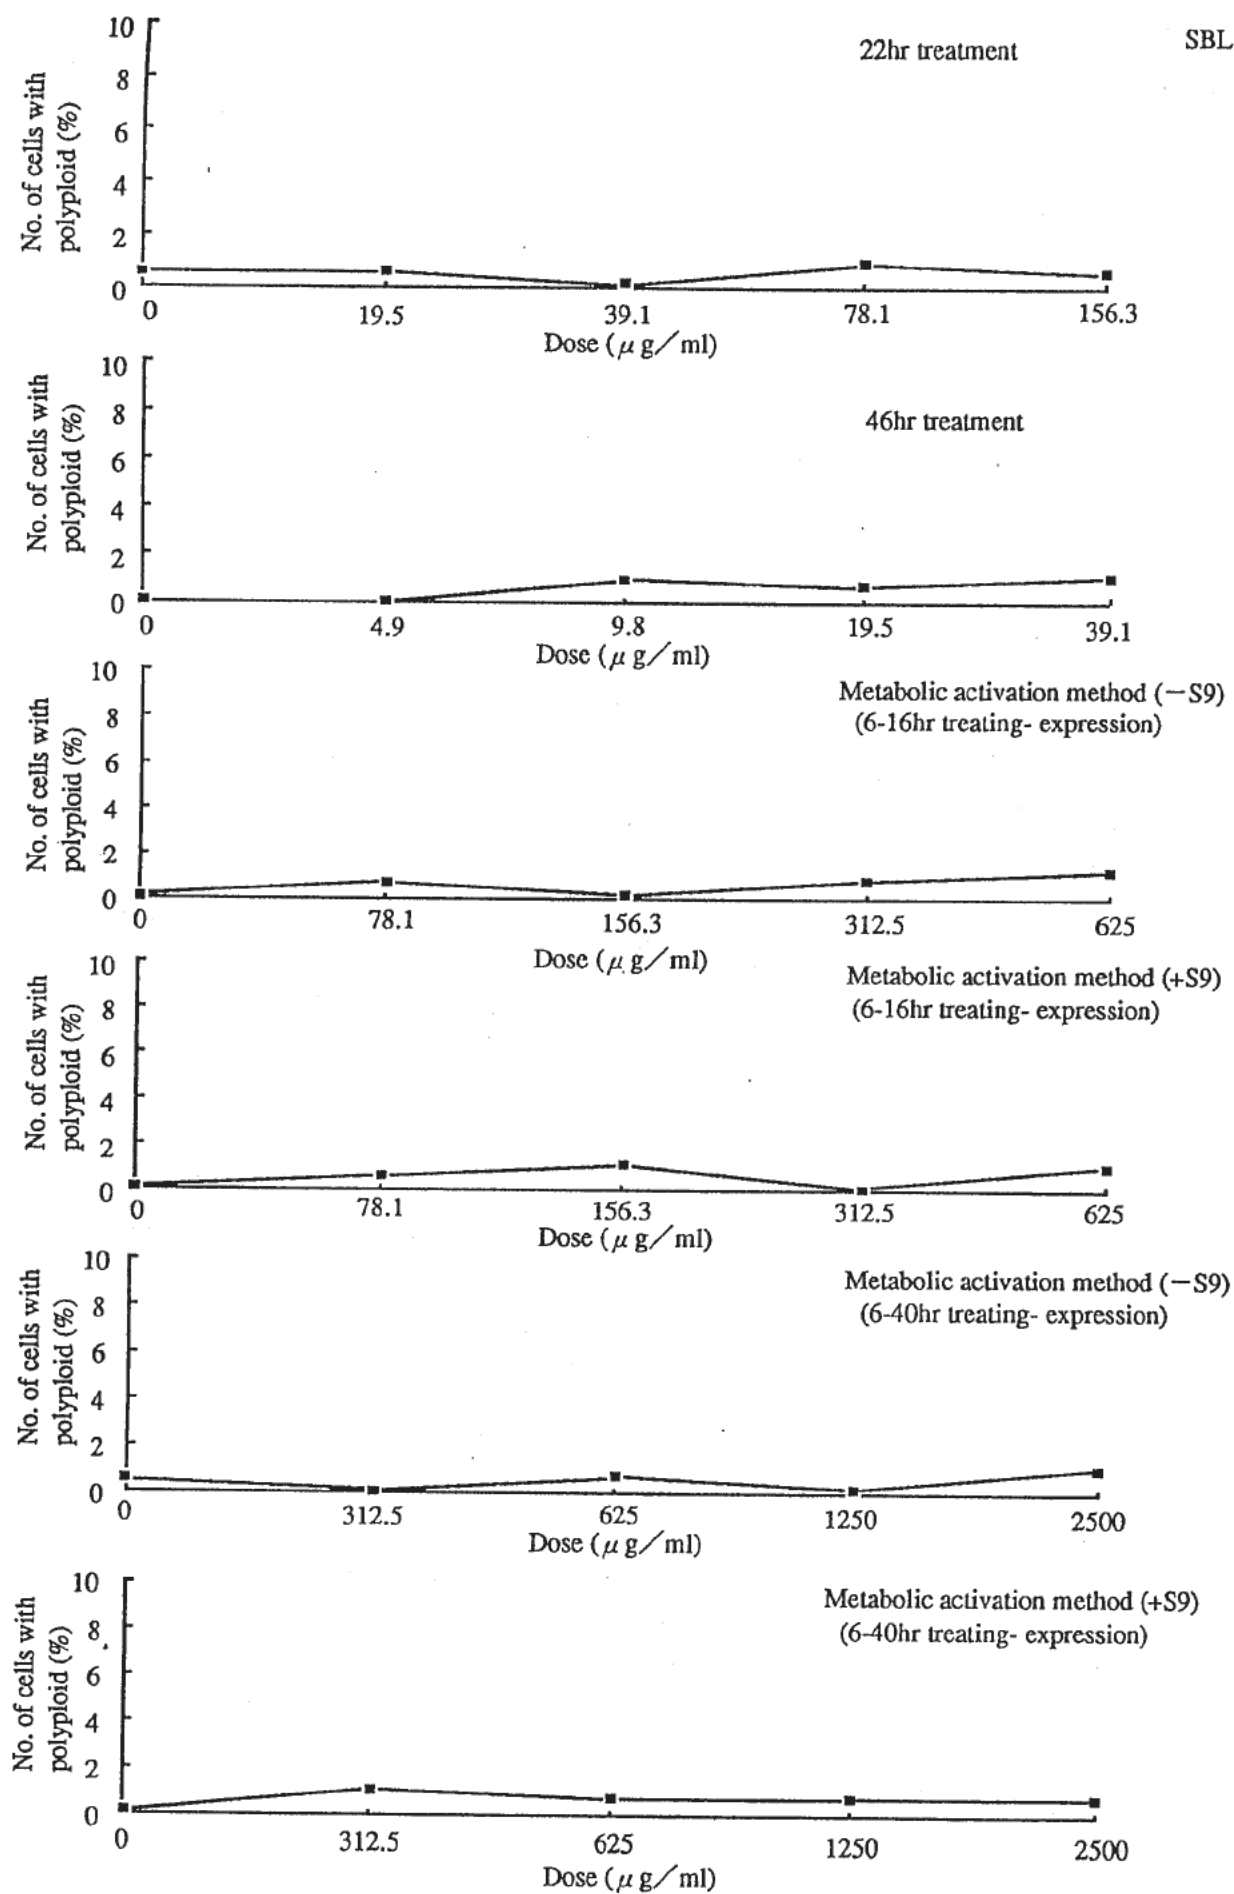 SBL
22hr treatment
No. of cells with
polyploid (%)
10
8
6
4
2
0
0 19.5 39.1 78.1 156.3
Dose (μ g/ml)
46hr treatment
No. of cells with
polyploid (%)
10
8
6
4
2
0
0 4.9 9.8 19.5 39.1
Dose (μ g/ml)
Metabolic activation method (−S9)
(6-16hr treating- expression)
No. of cells with
polyploid (%)
10
8
6
4
2
0
0 78.1 156.3 312.5 625
Dose (μ g/ml)
Metabolic activation method (+S9)
(6-16hr treating- expression)
No. of cells with
polyploid (%)
10
8
6
4
2
0
0 78.1 156.3 312.5 625
Dose (μ g/ml)
Metabolic activation method (−S9)
(6-40hr treating- expression)
No. of cells with
polyploid (%)
10
8
6
4
2
0
0 312.5 625 1250 2500
Dose (μ g/ml)
Metabolic activation method (+S9)
(6-40hr treating- expression)
No. of cells with
polyploid (%)
10
8
6
4
2
0
0 312.5 625 1250 2500
Dose (μ g/ml)